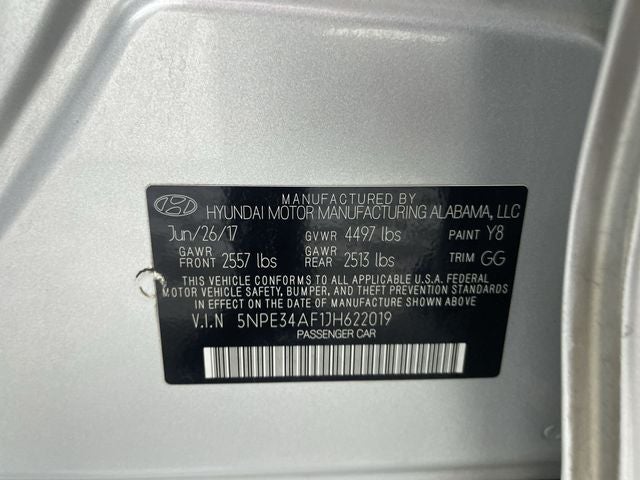 MANUFACTURED BY
HYUNDAI MOTOR MANUFACTURING ALABAMA, LLC
Jun/26/17 GVWR 4497 lbs PAINT Y8
GAWR FRONT 2557 lbs GAWR REAR 2513 lbs TRIM GG
THIS VEHICLE CONFORMS TO ALL APPLICABLE U.S.A. FEDERAL
MOTOR VEHICLE SAFETY, BUMPER, AND THEFT PREVENTION STANDARDS
IN EFFECT ON THE DATE OF MANUFACTURE SHOWN ABOVE.
V.I.N 5NPE34AF1JH622019
PASSENGER CAR